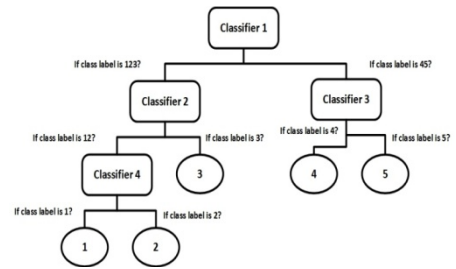 Classifier 1
If class label is 123?
If class label is 45?
Classifier 2
Classifier 3
If class label is 12?
If class label is 3?
If class label is 4?
If class label is 5?
Classifier 4
3
4
5
If class label is 1?
If class label is 2?
1
2